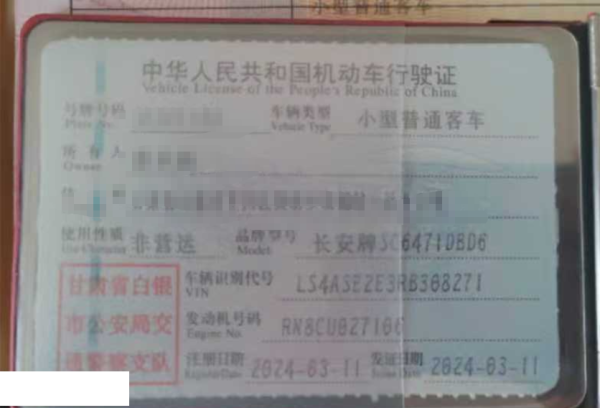 小型普通客车
中华人民共和国机动车行驶证
Vehicle License of the People's Republic of China
号牌号码 车辆类型 小型普通客车
Plate No. Vehicle Type
所有人
Owner
住
使用性质 非营运 品牌型号 长安牌SC6471DBD6
Use Character Model
甘肃省白银 车辆识别代号 LS4ASE2E3RB308271
VIN
市公安局交 发动机号码 RN8CU027106
Engine No.
通警察支队 注册日期 2024-03-11 发证日期 2024-03-11
Register Date Issue Date